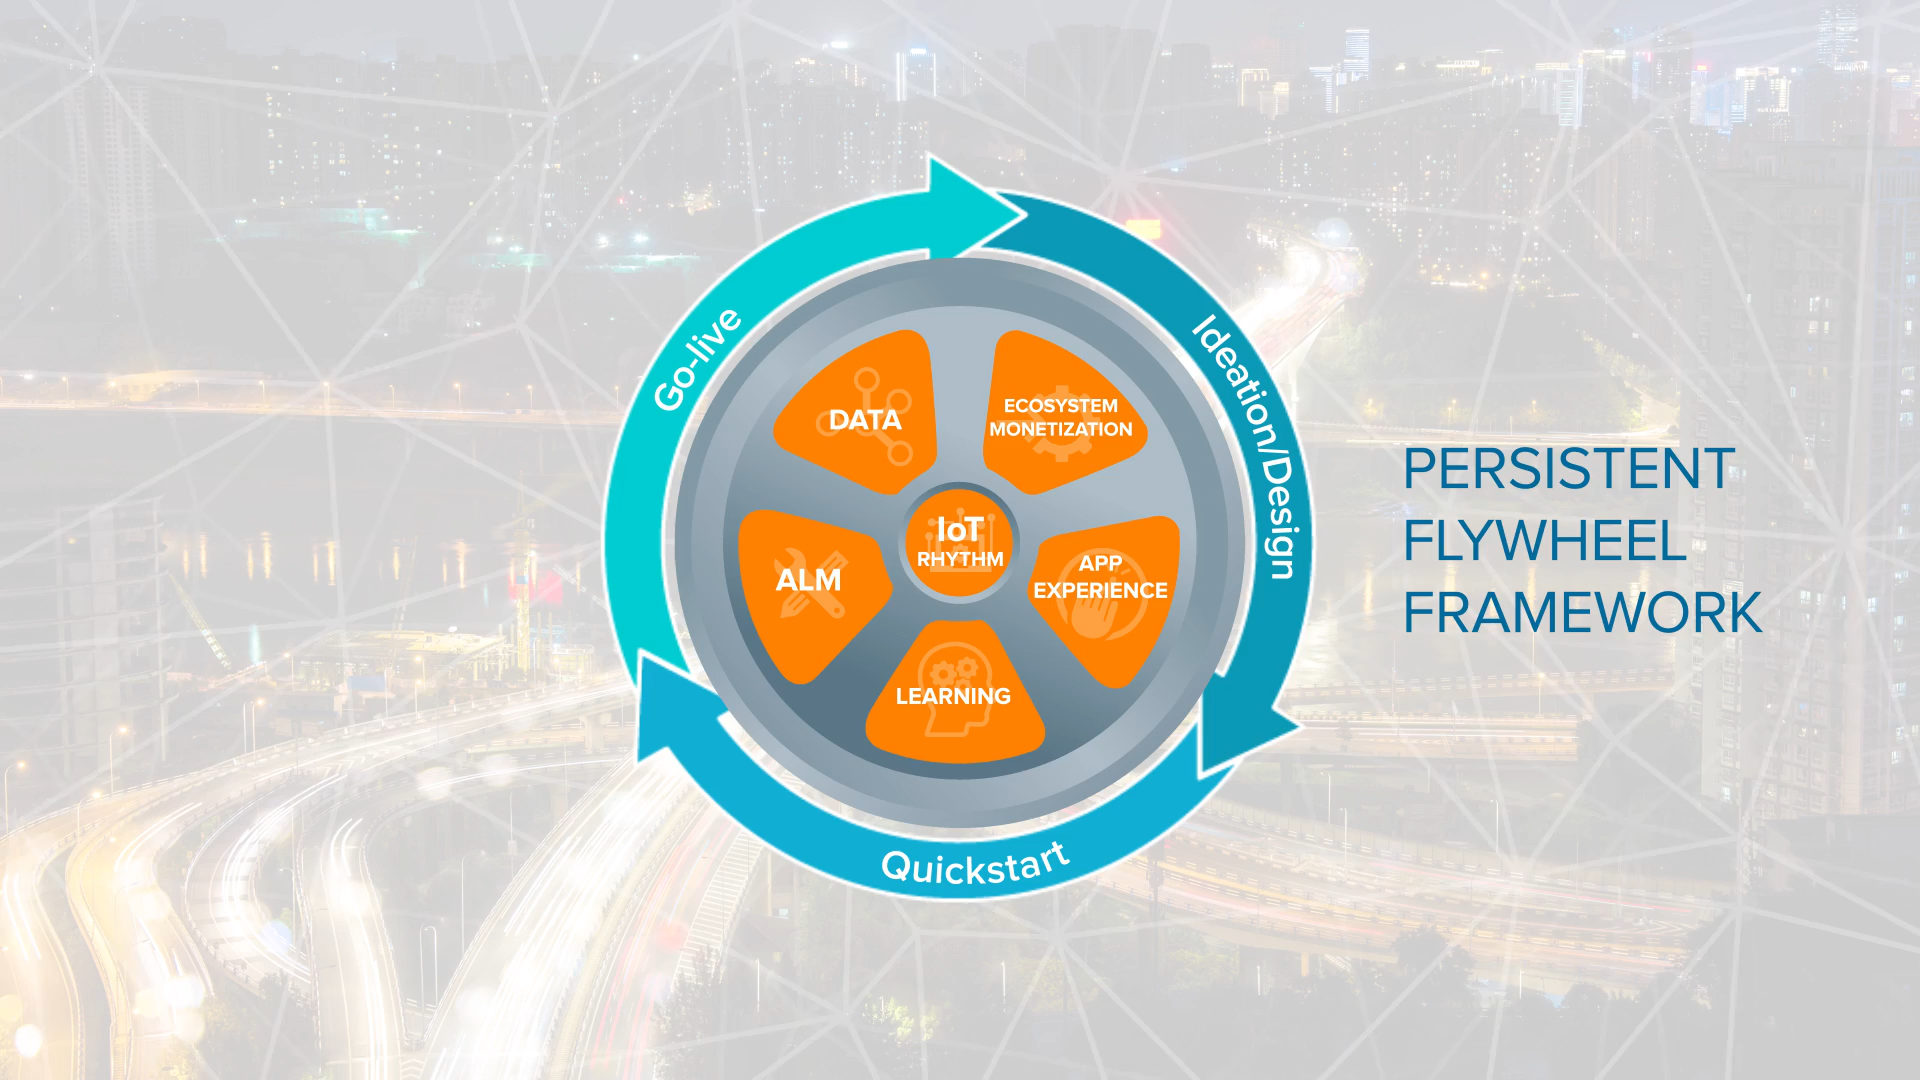 Go-live
Ideation/Design
DATA
ECOSYSTEM
MONETIZATION
IoT
RHYTHM
ALM
APP
EXPERIENCE
LEARNING
Quickstart
PERSISTENT
FLYWHEEL
FRAMEWORK